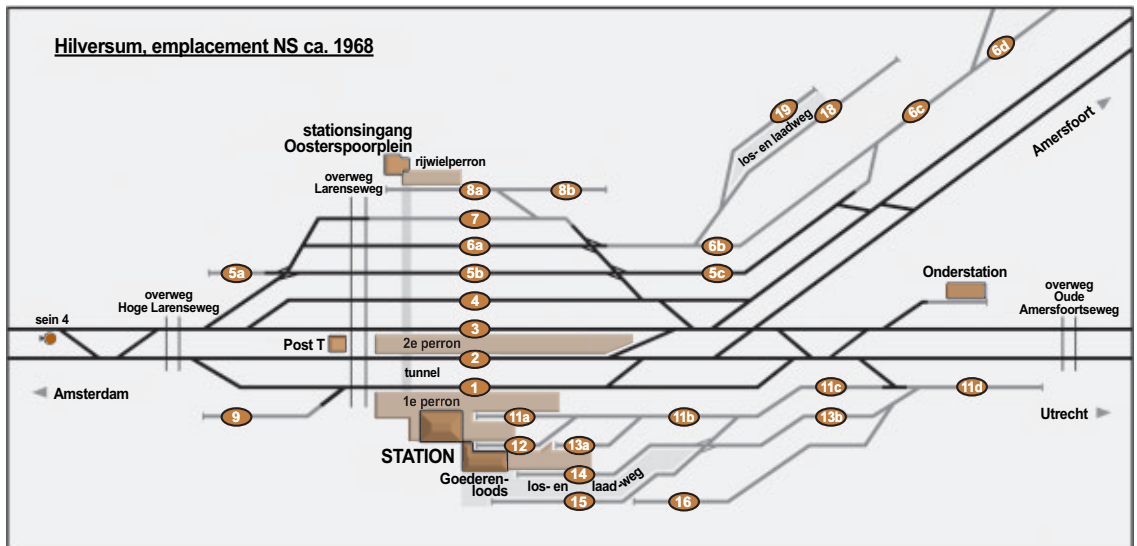 Hilversum, emplacement NS ca. 1968
6d
19
18
6c
los- en laadweg
Amersfoort
stationsingang
Oosterspoorplein
rijwielperron
overweg
Larenseweg
8a
8b
7
6a
6b
5a
5b
5c
Onderstation
overweg
Hoge Larenseweg
4
overweg
Oude
Amersfoortseweg
sein 4
3
Post T
2e perron
2
tunnel
Amsterdam
1
11c
11d
1e perron
9
11a
11b
13b
Utrecht
12
13a
STATION
14
Goederen-
loods
los- en
laad-weg
15
16